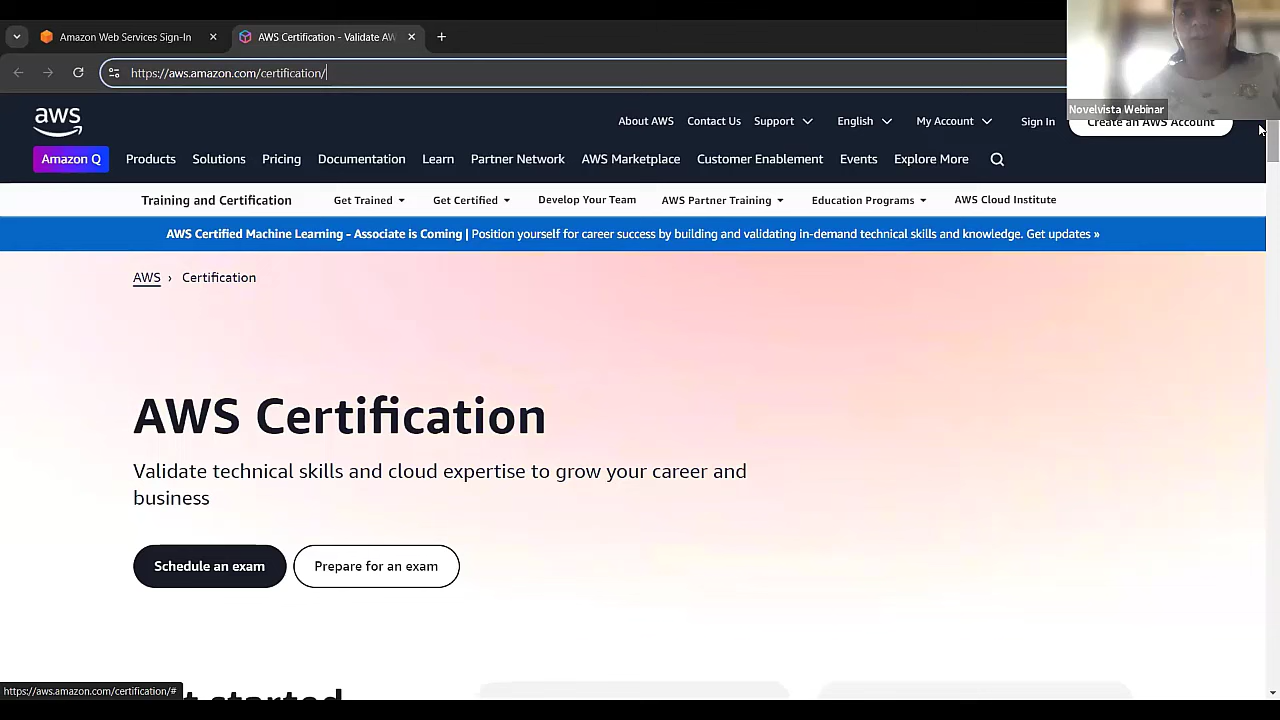 Amazon Web Services Sign-In
AWS Certification - Validate AW
https://aws.amazon.com/certification/
Novelvista Webinar
aws
About AWS Contact Us Support English My Account Sign In Create an AWS Account
Amazon Q Products Solutions Pricing Documentation Learn Partner Network AWS Marketplace Customer Enablement Events Explore More
Training and Certification Get Trained Get Certified Develop Your Team AWS Partner Training Education Programs AWS Cloud Institute
AWS Certified Machine Learning - Associate is Coming | Position yourself for career success by building and validating in-demand technical skills and knowledge. Get updates »
AWS › Certification
AWS Certification
Validate technical skills and cloud expertise to grow your career and
business
Schedule an exam Prepare for an exam
https://aws.amazon.com/certification/#
t started